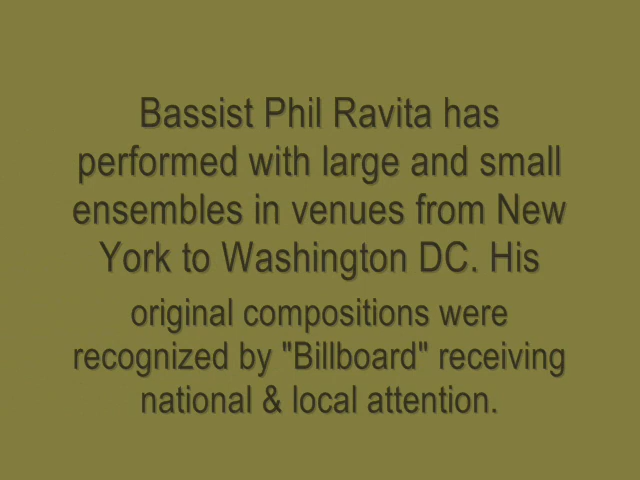 Bassist Phil Ravita has
performed with large and small
ensembles in venues from New
York to Washington DC. His
original compositions were
recognized by "Billboard" receiving
national & local attention.